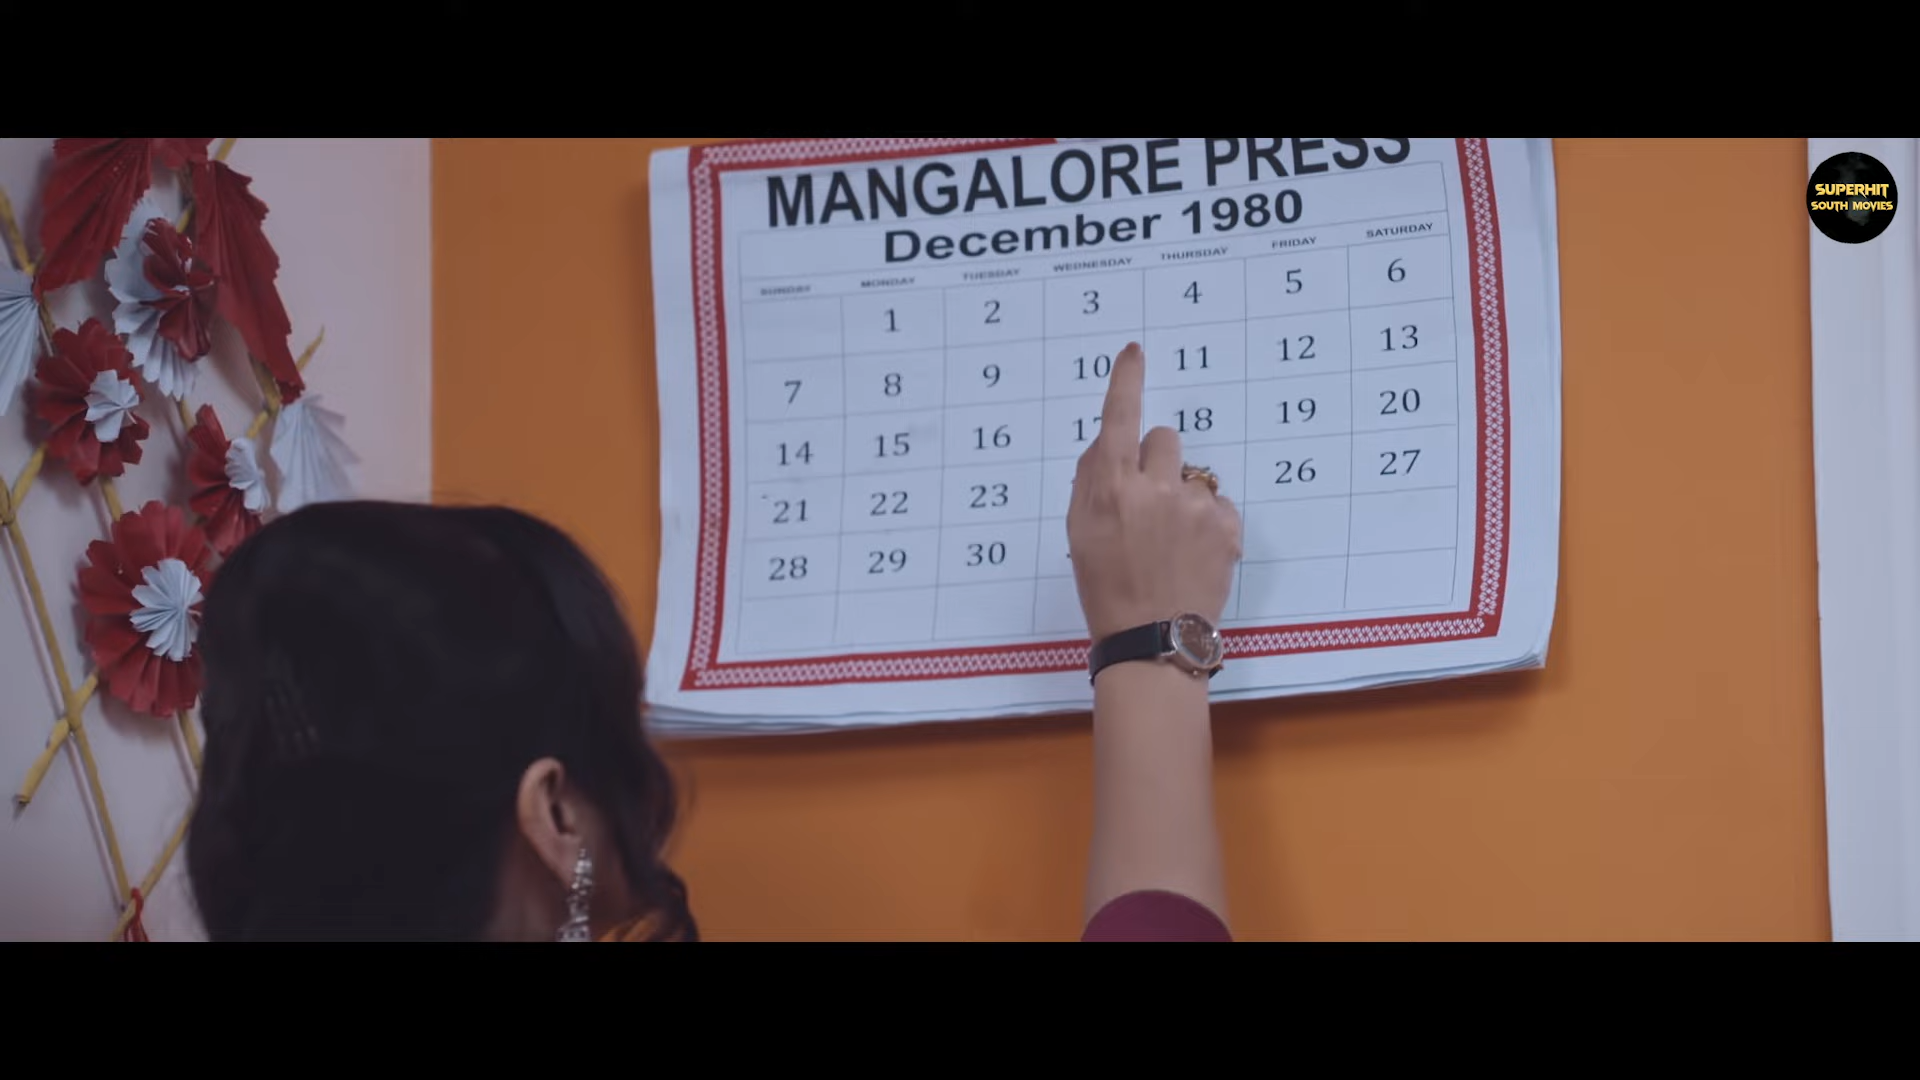 MANGALORE PRESS
December 1980
SUNDAY MONDAY TUESDAY WEDNESDAY THURSDAY FRIDAY SATURDAY
1 2 3 4 5 6
7 8 9 10 11 12 13
14 15 16 17 18 19 20
21 22 23 26 27
28 29 30
SUPERHIT
SOUTH MOVIES